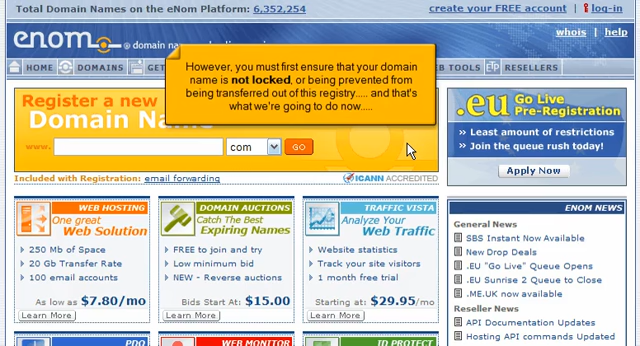 Total Domain Names on the eNom Platform: 6,352,254
create your FREE account | log-in
enom
whois | help
HOME
DOMAINS
GET
WEB TOOLS
ETP RESELLERS
However, you must first ensure that your domain
name is not locked, or being prevented from
being transferred out of this registry..... and that's
what we're going to do now.....
Register a new
Domain Name
www.
com
GO
Included with Registration: email forwarding
ICANN ACCREDITED
.eu Go Live
Pre-Registration
» Least amount of restrictions
» Join the queue rush today!
Apply Now
WEB HOSTING
One great
Web Solution
250 Mb of Space
20 Gb Transfer Rate
100 email accounts
As low as $7.80/mo
Learn More
DOMAIN AUCTIONS
Catch The Best
Expiring Names
FREE to join and try
Low minimum bid
NEW - Reverse auctions
Bids Start At: $15.00
Learn More
TRAFFIC VISTA
Analyze Your
Web Traffic
Website statistics
Track your site visitors
1 month free trial
Starting at: $29.95/mo
Learn More
ENOM NEWS
General News
SBS Instant Now Available
New Drop Deals
.EU "Go Live" Queue Opens
.EU Sunrise 2 Queue to Close
.ME.UK now available
Reseller News
API Documentation Updates
Hosting API commands Updated
PDQ
WEB MONITOR
ID PROTECT